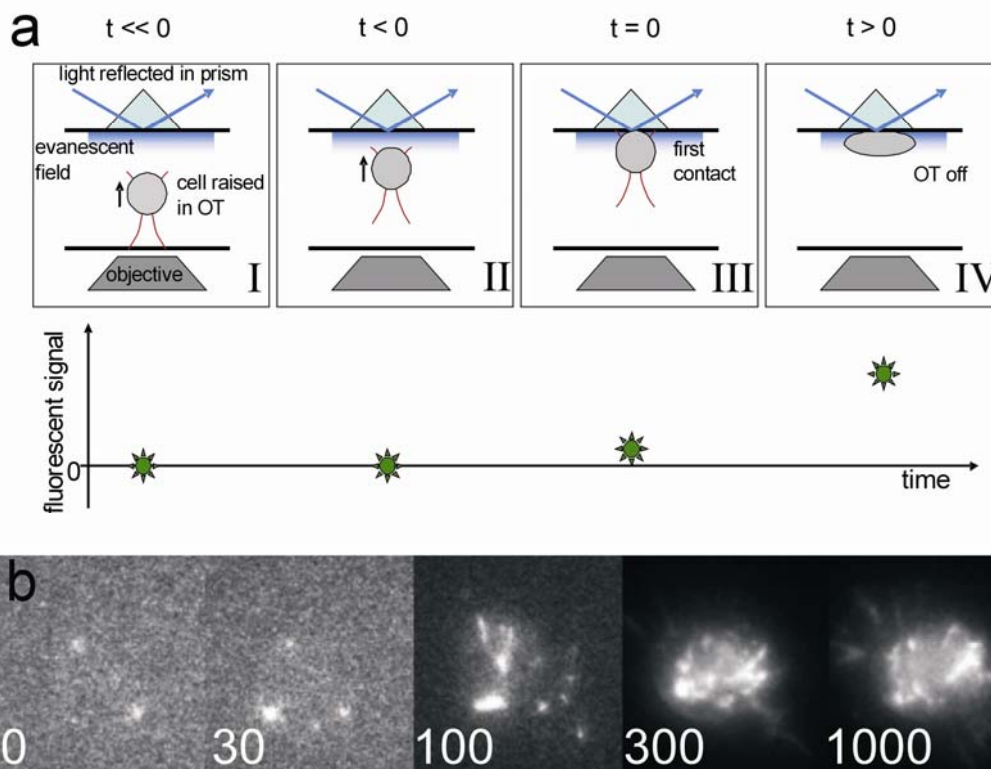 a
t << 0
t < 0
t = 0
t > 0
light reflected in prism
evanescent
field
cell raised
in OT
objective
I
II
first
contact
III
OT off
IV
fluorescent signal
0
time
b
0
30
100
300
1000